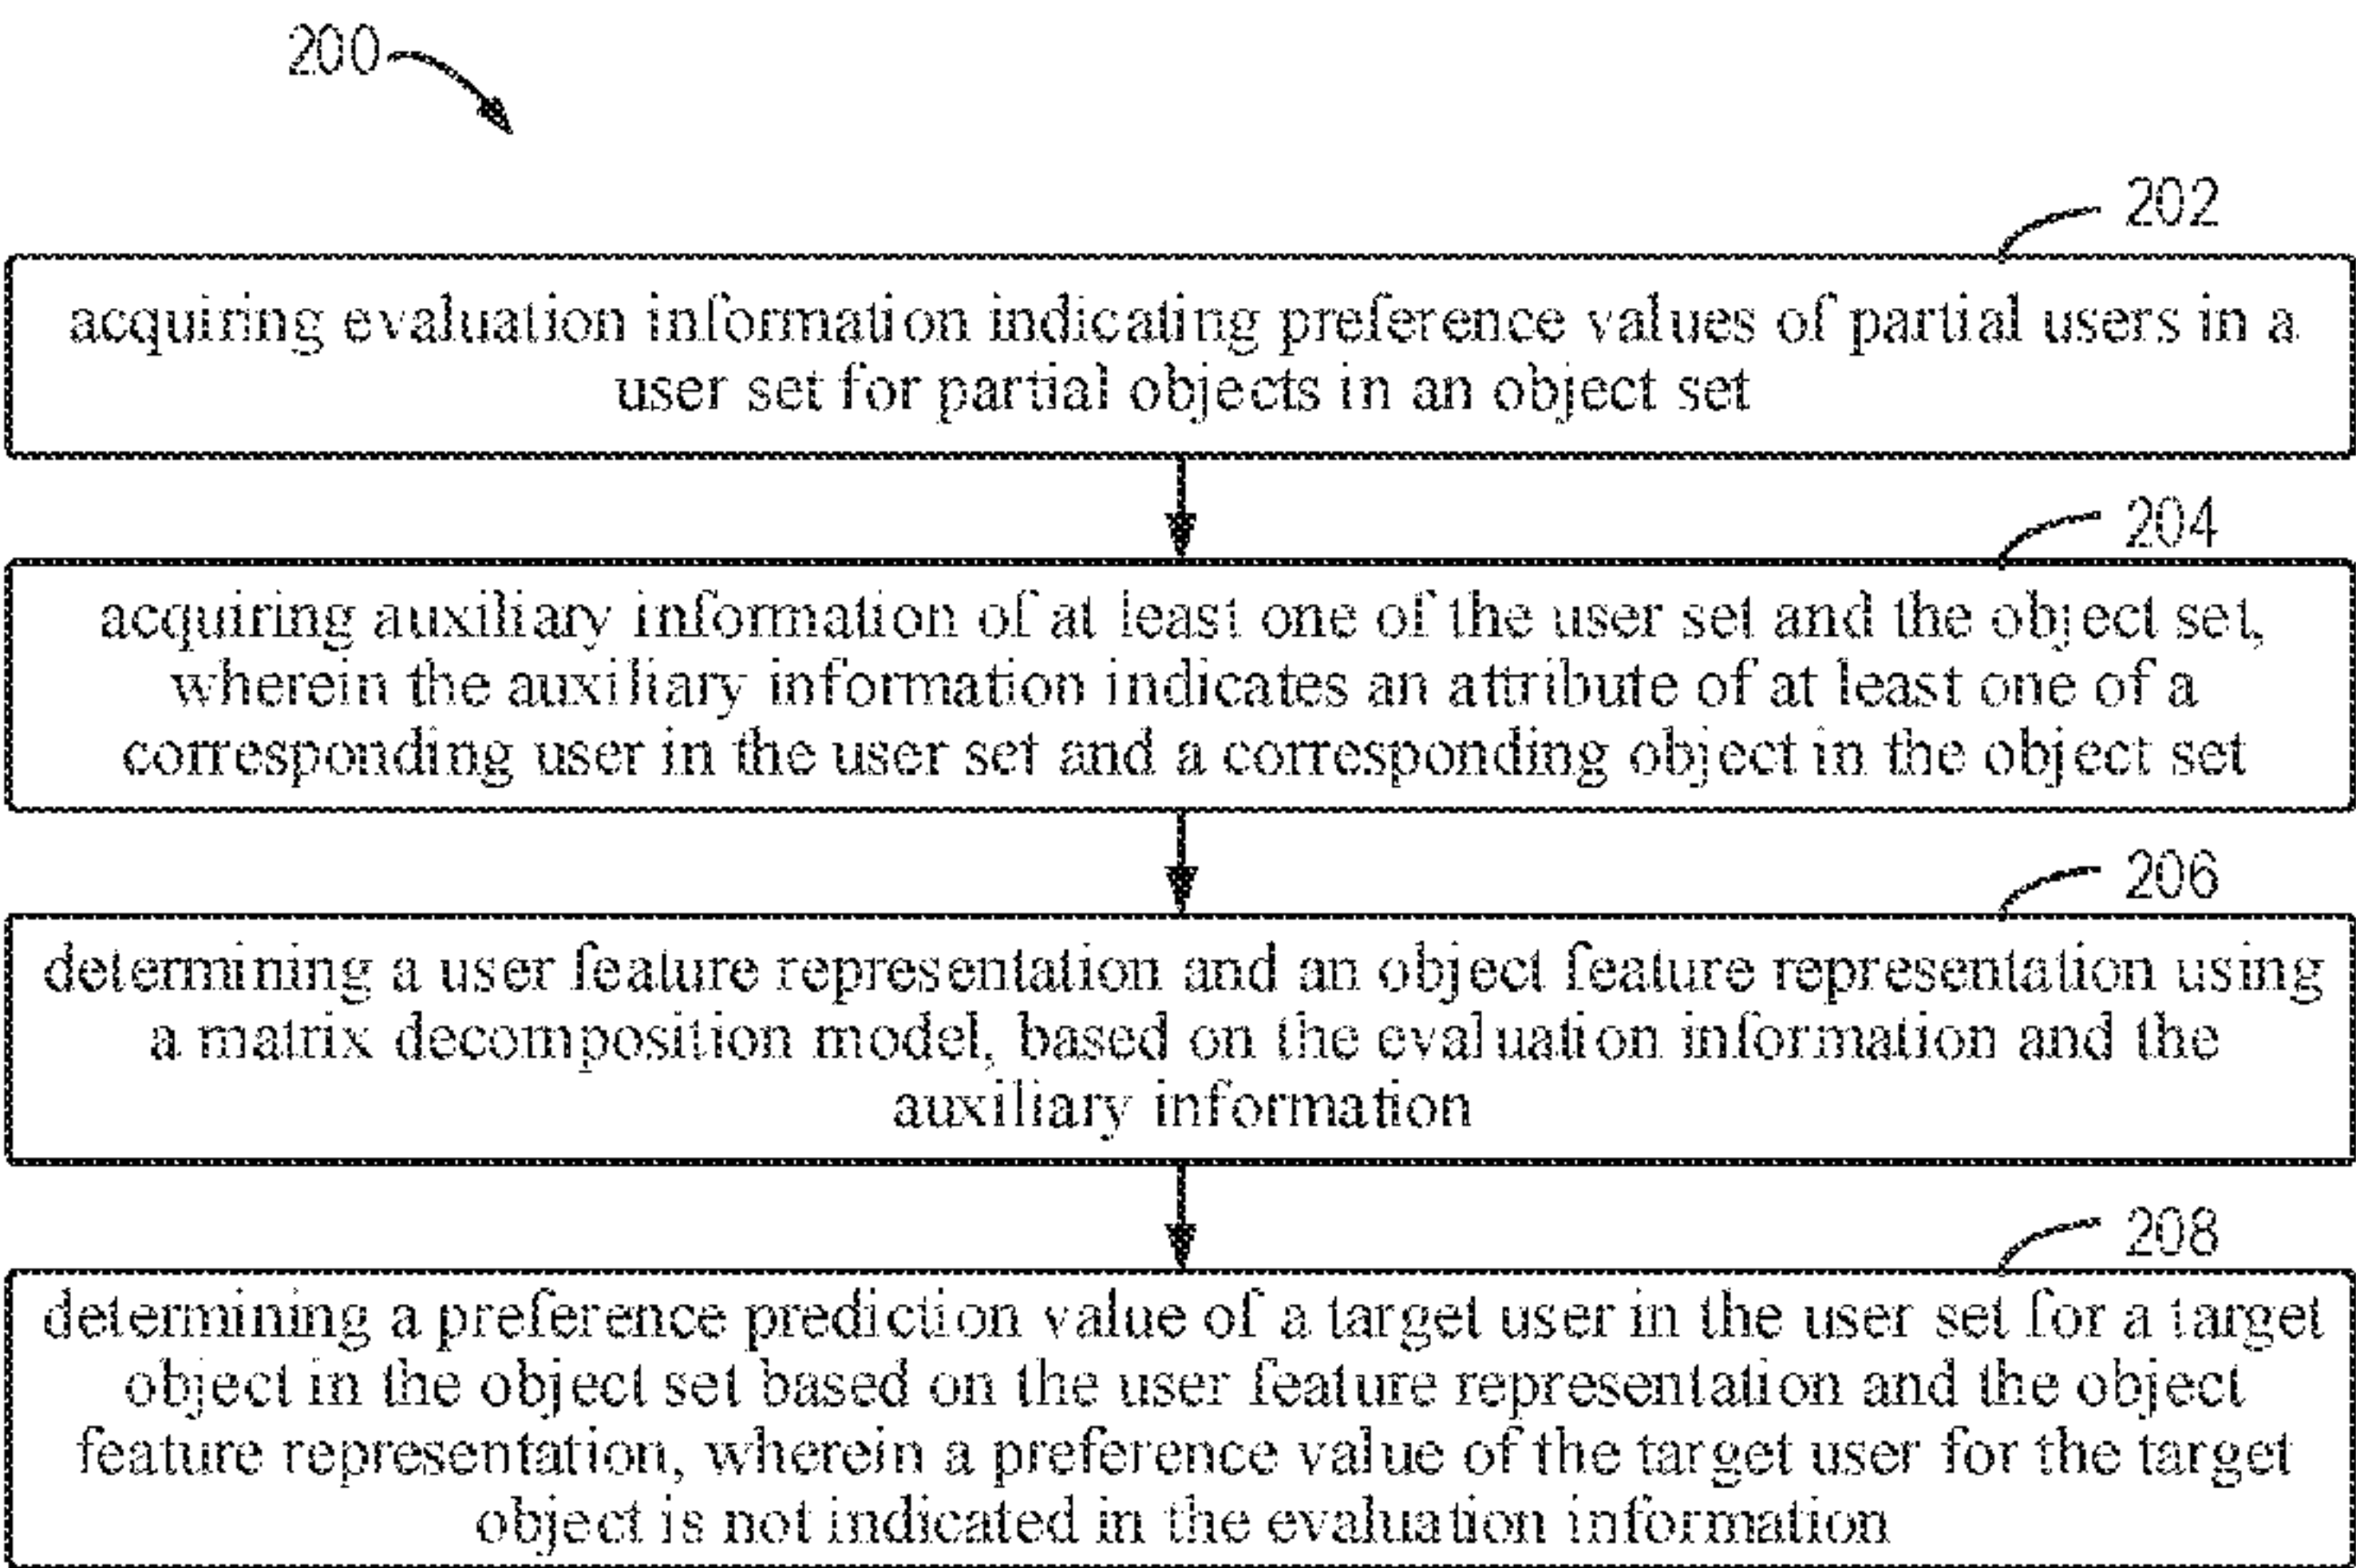 200
202
acquiring evaluation information indicating preference values of partial users in a
user set for partial objects in an object set
204
acquiring auxiliary information of at least one of the user set and the object set,
wherein the auxiliary information indicates an attribute of at least one of a
corresponding user in the user set and a corresponding object in the object set
206
determining a user feature representation and an object feature representation using
a matrix decomposition model, based on the evaluation information and the
auxiliary information
208
determining a preference prediction value of a target user in the user set for a target
object in the object set based on the user feature representation and the object
feature representation, wherein a preference value of the target user for the target
object is not indicated in the evaluation information